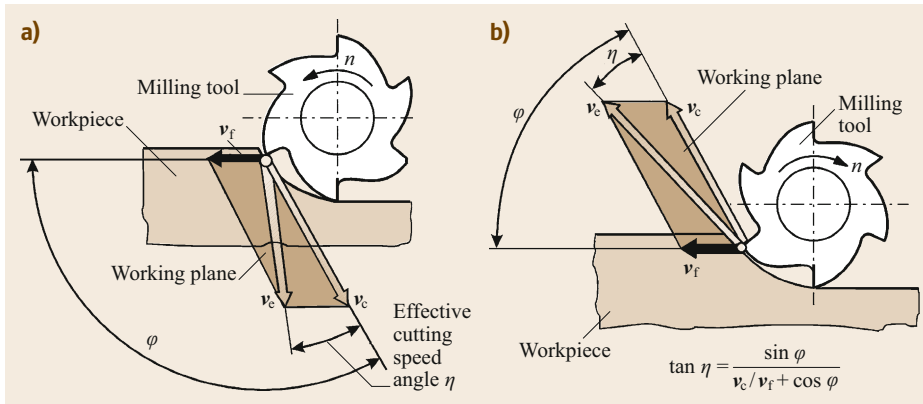 a)
n
Milling tool
Workpiece
v_f
Working plane
v_e
v_c
φ
Effective
cutting
speed
angle η
b)
η
Working plane
v_e
v_c
φ
Milling
tool
n
v_f
Workpiece
tan η = sin φ / (v_c/v_f + cos φ)